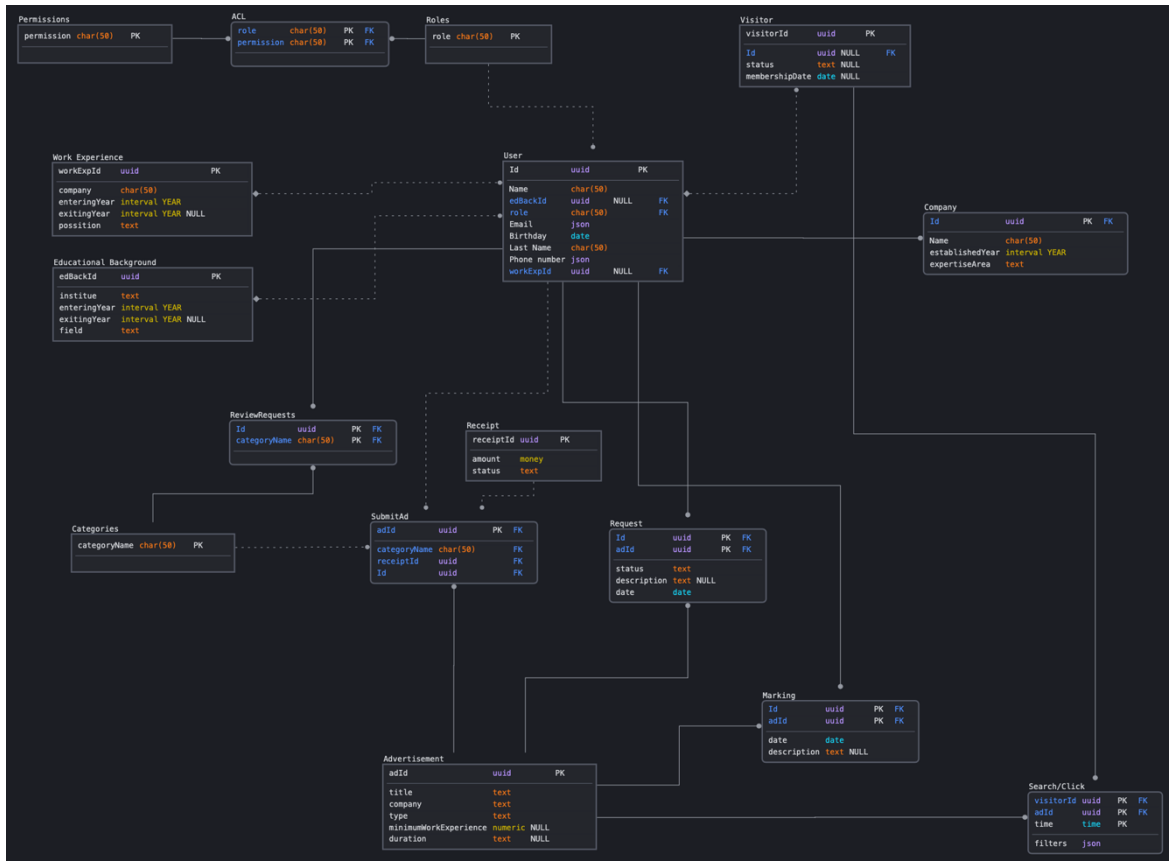 Permissions
permission char(50) PK
ACL
role char(50) PK FK
permission char(50) PK FK
Roles
role char(50) PK
Visitor
visitorId uuid PK
Id uuid NULL FK
status text NULL
membershipDate date NULL
Work Experience
workExpId uuid PK
company char(50)
enteringYear interval YEAR
exitingYear interval YEAR NULL
possition text
User
Id uuid PK
Name char(50)
edBackId uuid NULL FK
role char(50) FK
Email json
Birthday date
Last Name char(50)
Phone number json
workExpId uuid NULL FK
Company
Id uuid PK FK
Name char(50)
establishedYear interval YEAR
expertiseArea text
Educational Background
edBackId uuid PK
institue text
enteringYear interval YEAR
exitingYear interval YEAR NULL
field text
ReviewRequests
Id uuid PK FK
categoryName char(50) PK FK
Receipt
receiptId uuid PK
amount money
status text
Categories
categoryName char(50) PK
SubmitAd
adId uuid PK FK
categoryName char(50) FK
receiptId uuid FK
Id uuid FK
Request
Id uuid PK FK
adId uuid PK FK
status text
description text NULL
date date
Marking
Id uuid PK FK
adId uuid PK FK
date date
description text NULL
Advertisement
adId uuid PK
title text
company text
type text
minimumWorkExperience numeric NULL
duration text NULL
Search/Click
visitorId uuid PK FK
adId uuid PK FK
time time PK
filters json